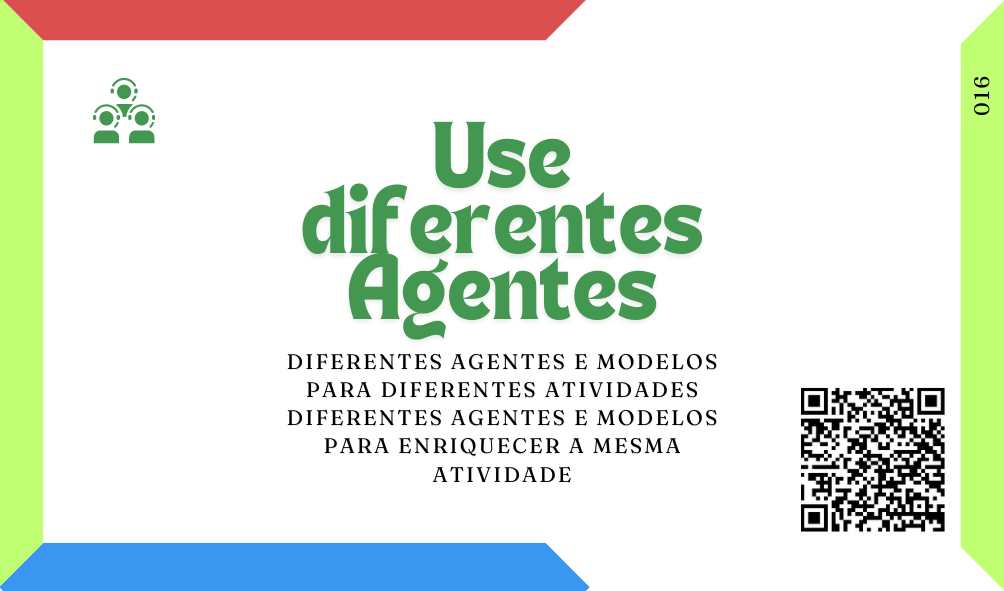 Use
diferentes
Agentes
DIFERENTES AGENTES E MODELOS
PARA DIFERENTES ATIVIDADES
DIFERENTES AGENTES E MODELOS
PARA ENRIQUECER A MESMA
ATIVIDADE
016